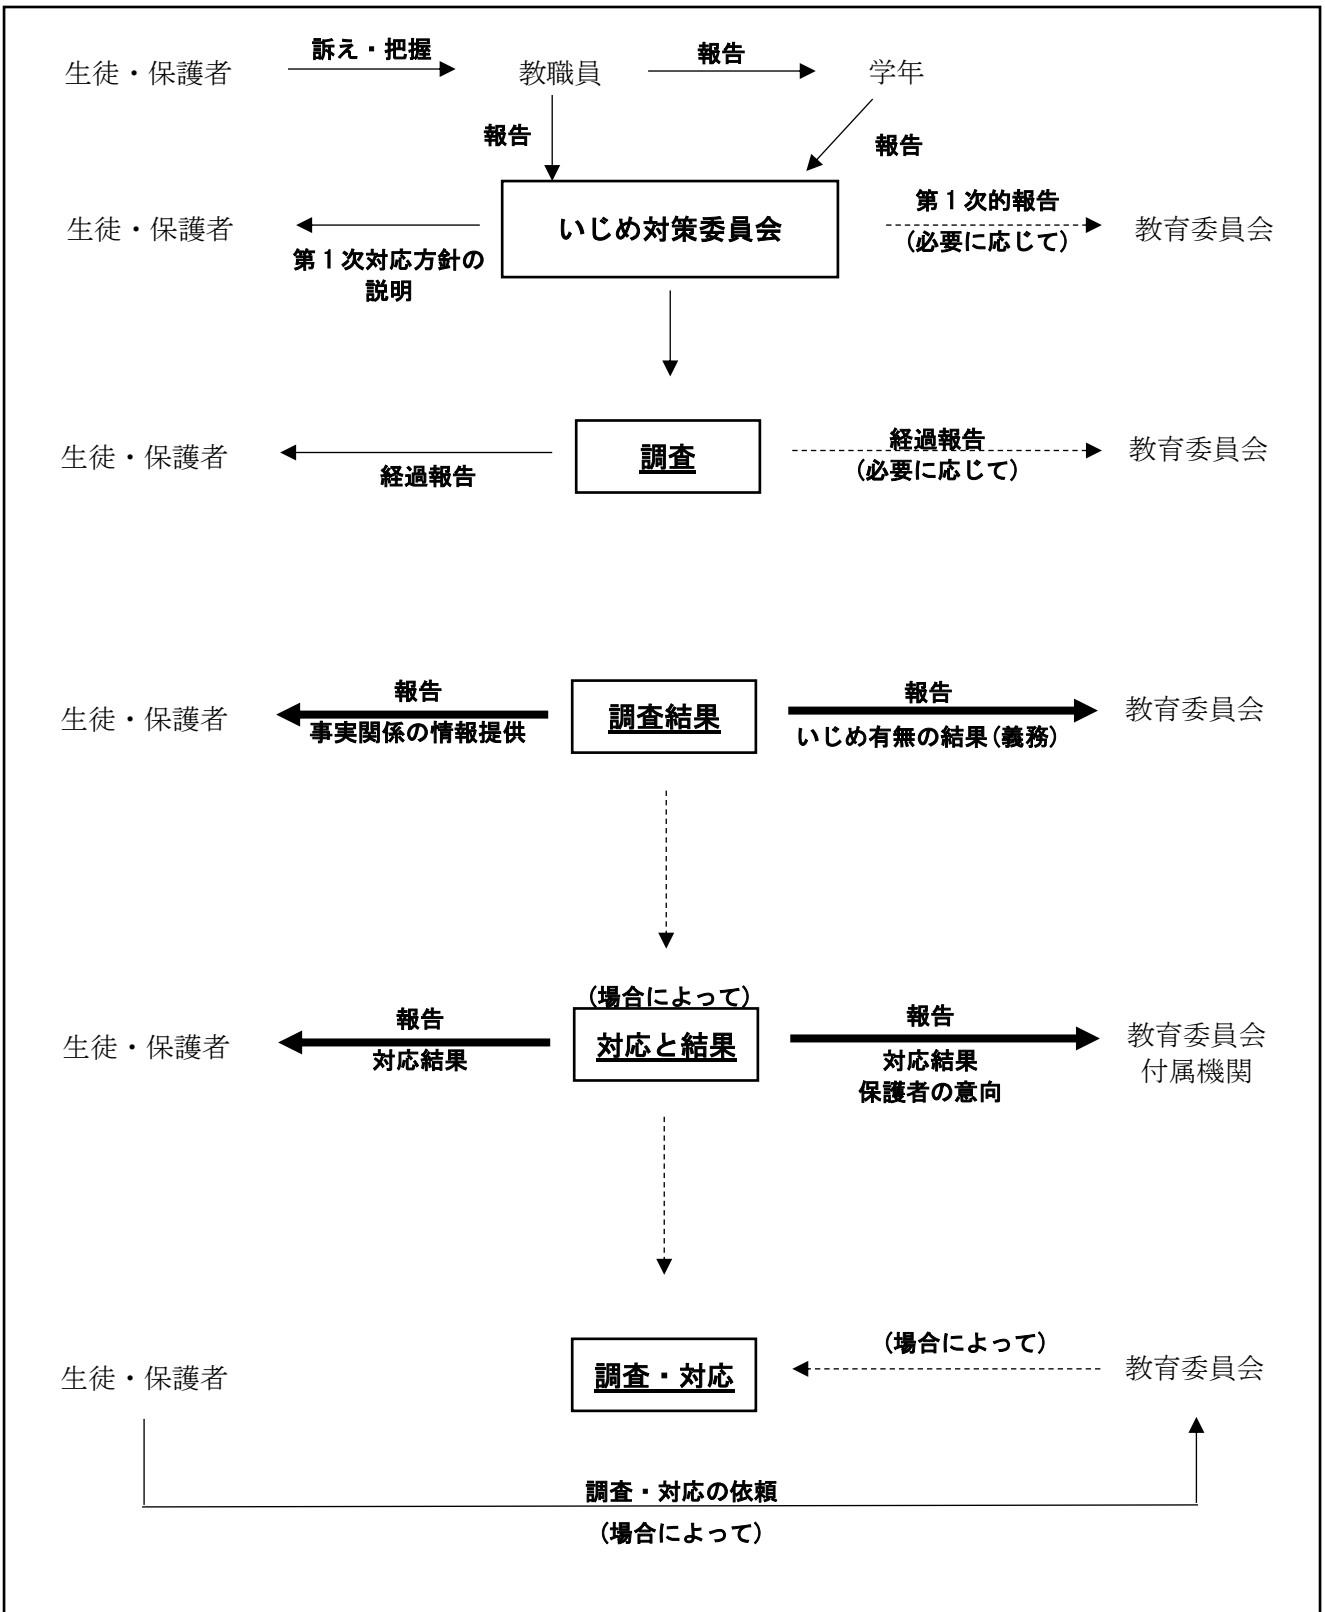 訴え・把握
報告
生徒・保護者
教職員
学年
報告
報告
いじめ対策委員会
第1次的報告
(必要に応じて)
生徒・保護者
教育委員会
第1次対応方針の
説明
生徒・保護者
経過報告
調査
経過報告
(必要に応じて)
教育委員会
生徒・保護者
報告
事実関係の情報提供
調査結果
報告
いじめ有無の結果(義務)
教育委員会
(場合によって)
生徒・保護者
報告
対応結果
対応と結果
報告
対応結果
保護者の意向
教育委員会
付属機関
生徒・保護者
調査・対応
(場合によって)
教育委員会
調査・対応の依頼
(場合によって)